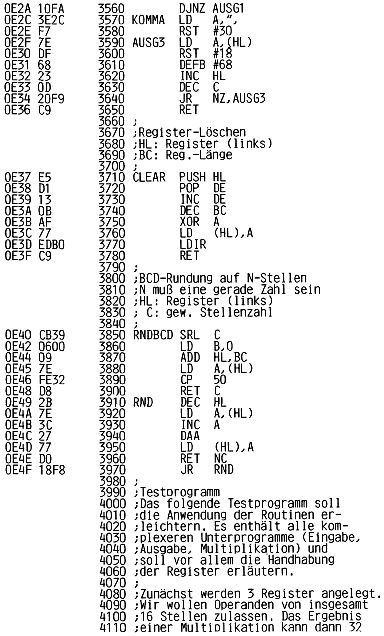 0E2A 10FA 3560 DJNZ AUSG1
0E2C 3E2C 3570 KOMMA LD A,",
0E2E F7 3580 RST #30
0E2F 7E 3590 AUSG3 LD A,(HL)
0E30 DF 3600 RST #18
0E31 68 3610 DEFB #68
0E32 23 3620 INC HL
0E33 0D 3630 DEC C
0E34 20F9 3640 JR NZ,AUSG3
0E36 C9 3650 RET
3660 ;
3670 ;Register-Löschen
3680 ;HL: Register (links)
3690 ;BC: Reg.-Länge
3700 ;
0E37 E5 3710 CLEAR PUSH HL
0E38 D1 3720 POP DE
0E39 13 3730 INC DE
0E3A 0B 3740 DEC BC
0E3B AF 3750 XOR A
0E3C 77 3760 LD (HL),A
0E3D EDB0 3770 LDIR
0E3F C9 3780 RET
3790 ;
3800 ;BCD-Rundung auf N-Stellen
3810 ;N muß eine gerade Zahl sein
3820 ;HL: Register (links)
3830 ; C: gew. Stellenzahl
3840 ;
0E40 CB39 3850 RNDBCD SRL C
0E42 0600 3860 LD B,0
0E44 09 3870 ADD HL,BC
0E45 7E 3880 LD A,(HL)
0E46 FE32 3890 CP 50
0E48 D8 3900 RET C
0E49 2B 3910 RND DEC HL
0E4A 7E 3920 LD A,(HL)
0E4B 3C 3930 INC A
0E4C 27 3940 DAA
0E4D 77 3950 LD (HL),A
0E4E D0 3960 RET NC
0E4F 18F8 3970 JR RND
3980 ;
3990 ;Testprogramm
4000 ;Das folgende Testprogramm soll
4010 ;die Anwendung der Routinen er-
4020 ;leichtern. Es enthält alle kom-
4030 ;plexeren Unterprogramme (Eingabe,
4040 ;Ausgabe, Multiplikation) und
4050 ;soll vor allem die Handhabung
4060 ;der Register erläutern.
4070 ;
4080 ;Zunächst werden 3 Register angelegt.
4090 ;Wir wollen Operanden von insgesamt
4100 ;16 Stellen zulassen. Das Ergebnis
4110 ;einer Multiplikation kann dann 32